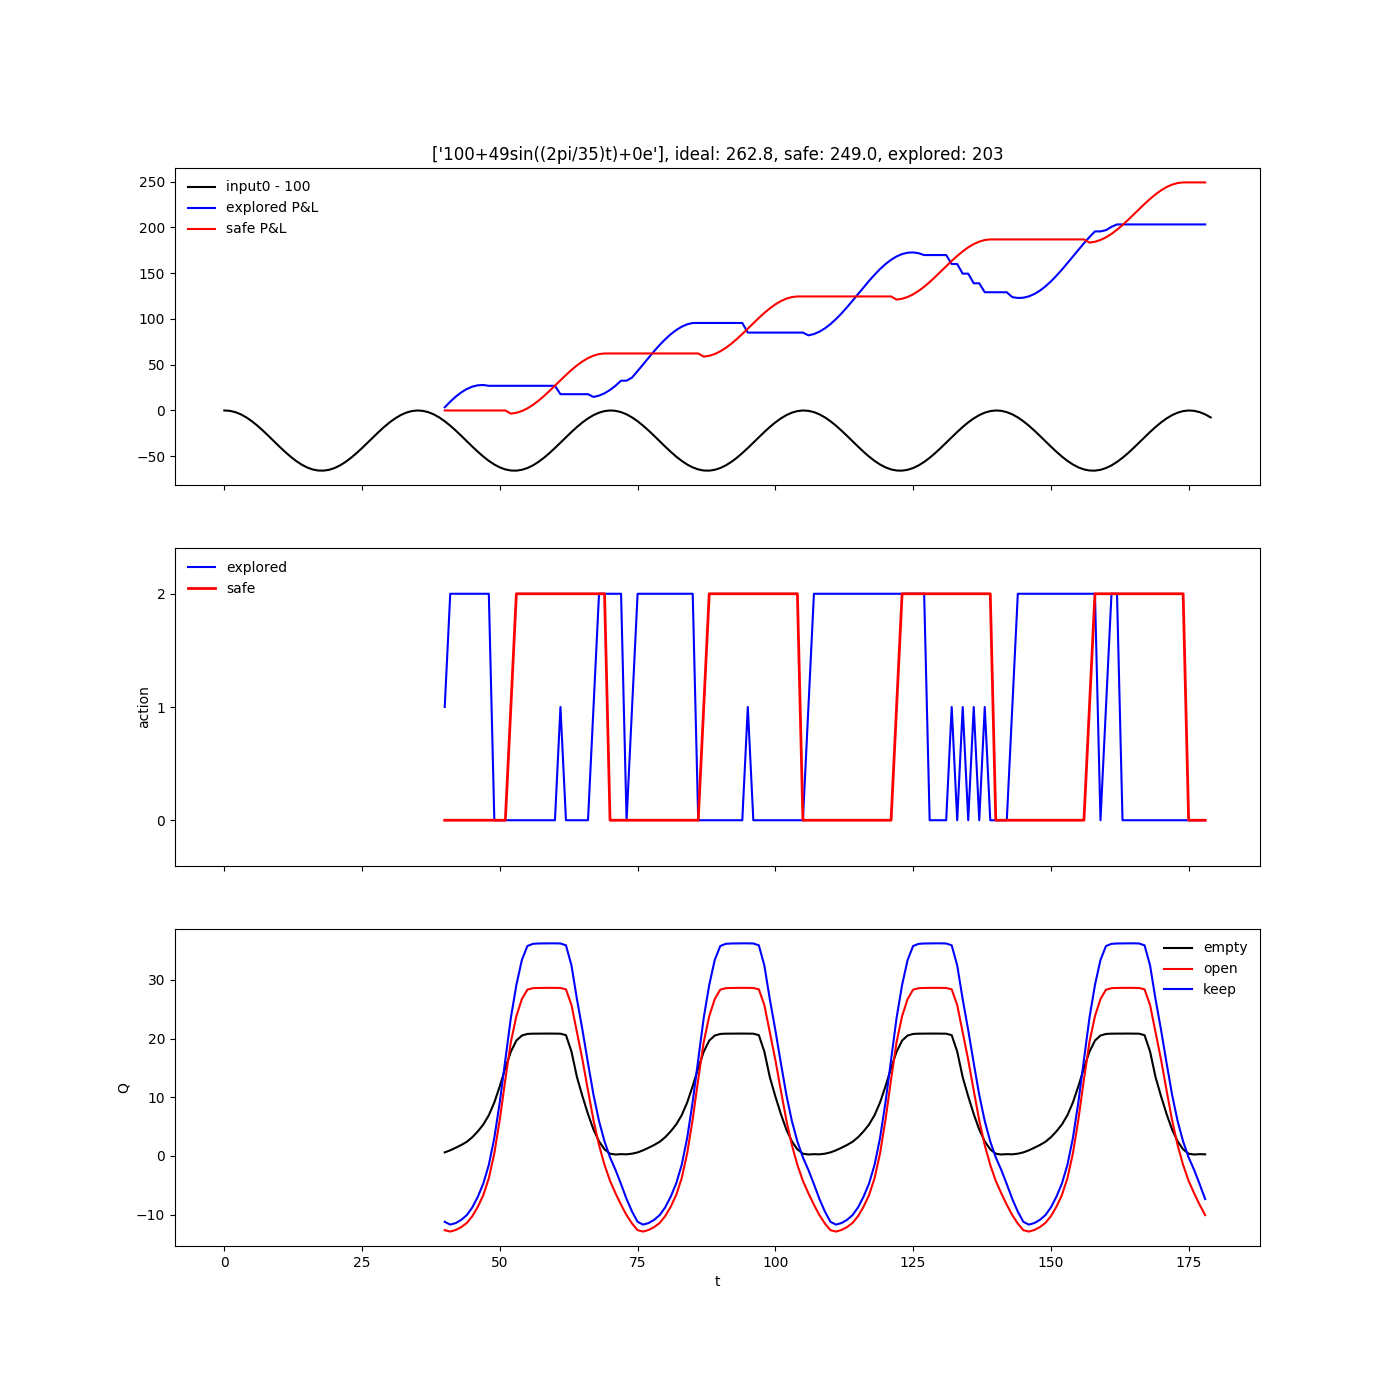 ['100+49sin((2pi/35)t)+0e'], ideal: 262.8, safe: 249.0, explored: 203
250
200
150
100
50
0
−50
input0 - 100
explored P&L
safe P&L
action
2
1
0
explored
safe
Q
30
20
10
0
−10
empty
open
keep
0 25 50 75 100 125 150 175
t